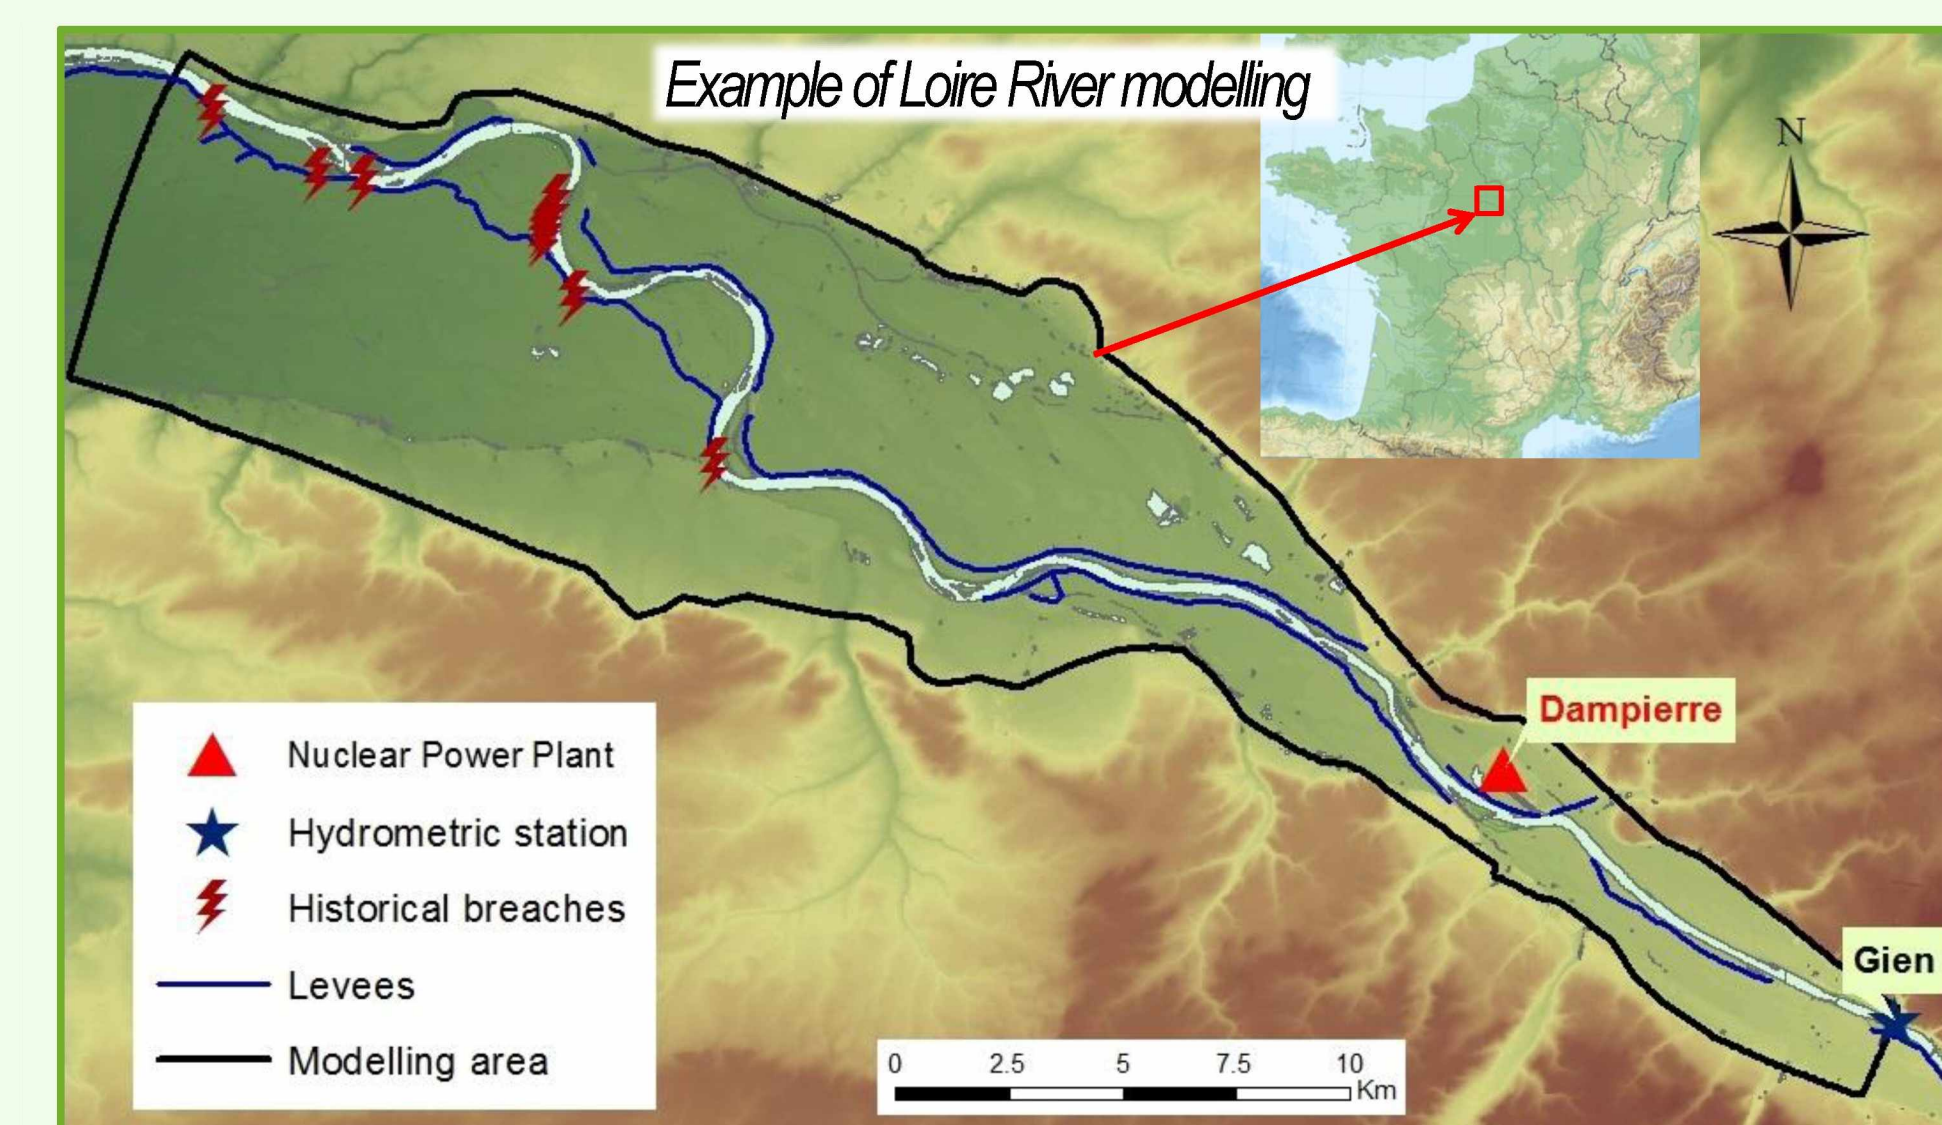 Example of Loire River modelling
N
Dampierre
Gien
Nuclear Power Plant
Hydrometric station
Historical breaches
Levees
Modelling area
0 2.5 5 7.5 10
Km